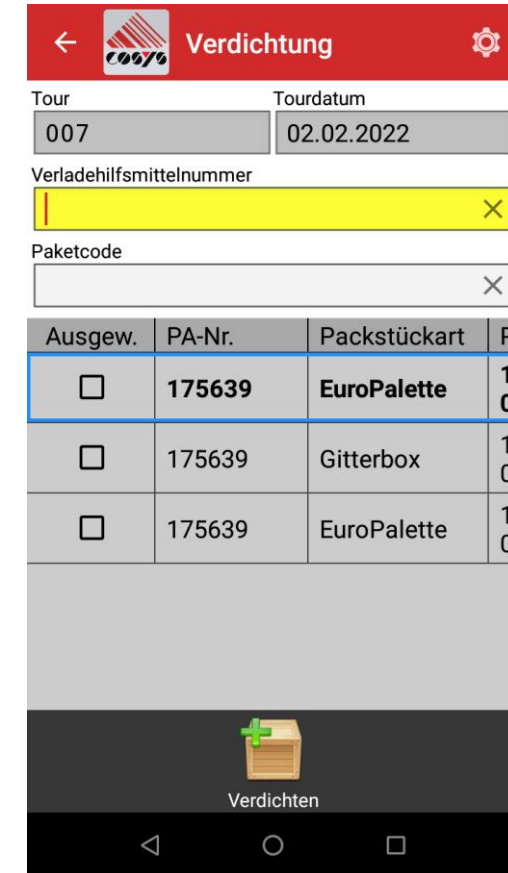 COSYS Verdichtung
Tour Tourdatum
007 02.02.2022
Verladehilfsmittelnummer
Paketcode
Ausgew. PA-Nr. Packstückart
175639 EuroPalette
175639 Gitterbox
175639 EuroPalette
Verdichten